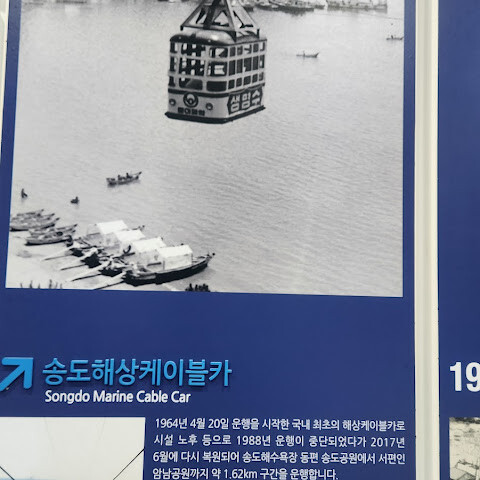 생명수
송도해상케이블카
Songdo Marine Cable Car
1964년 4월 20일 운행을 시작한 국내 최초의 해상케이블카로
시설 노후 등으로 1988년 운행이 중단되었다가 2017년
6월에 다시 복원되어 송도해수욕장 동편 송도공원에서 서편인
암남공원까지 약 1.62km 구간을 운행합니다.
19